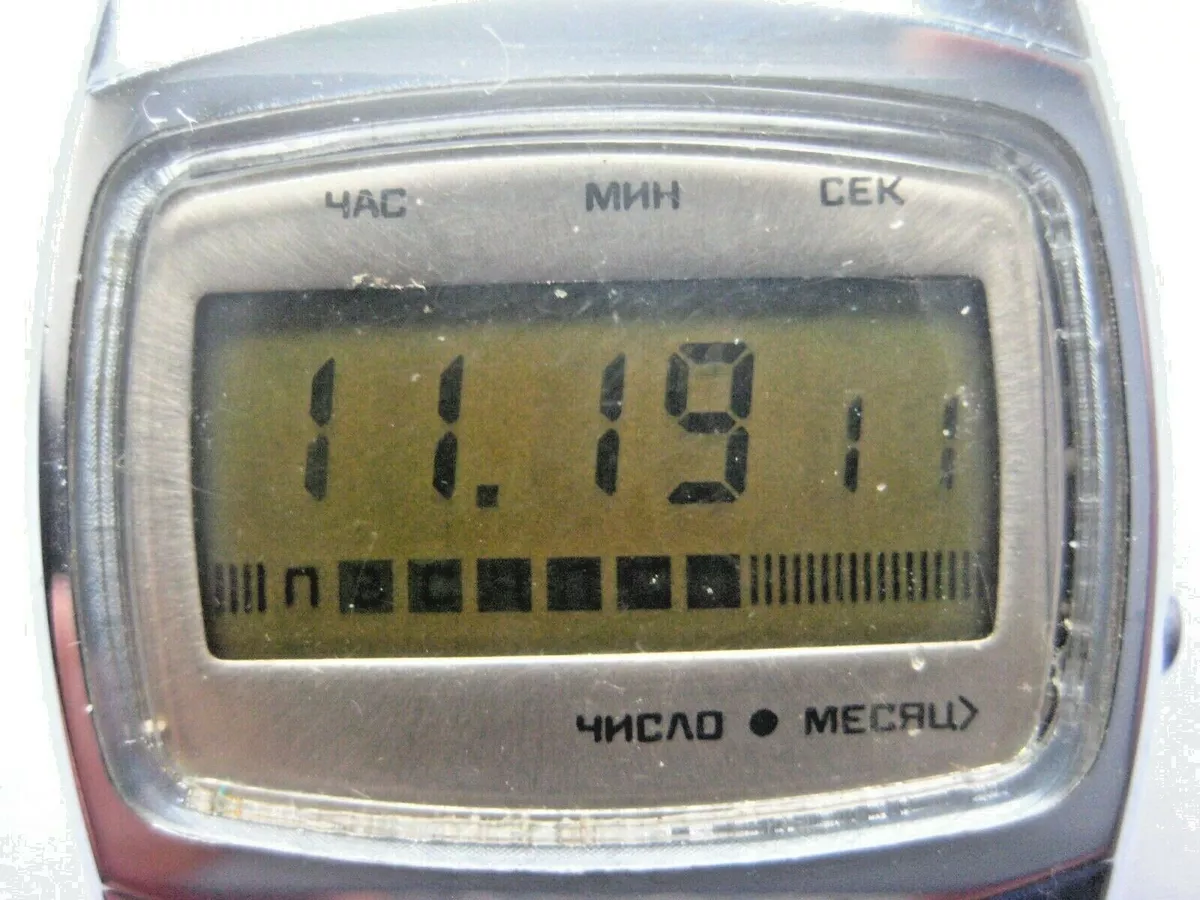 ЧАС МИН СЕК
11.19 11
П
ЧИСЛО ● МЕСЯЦ>